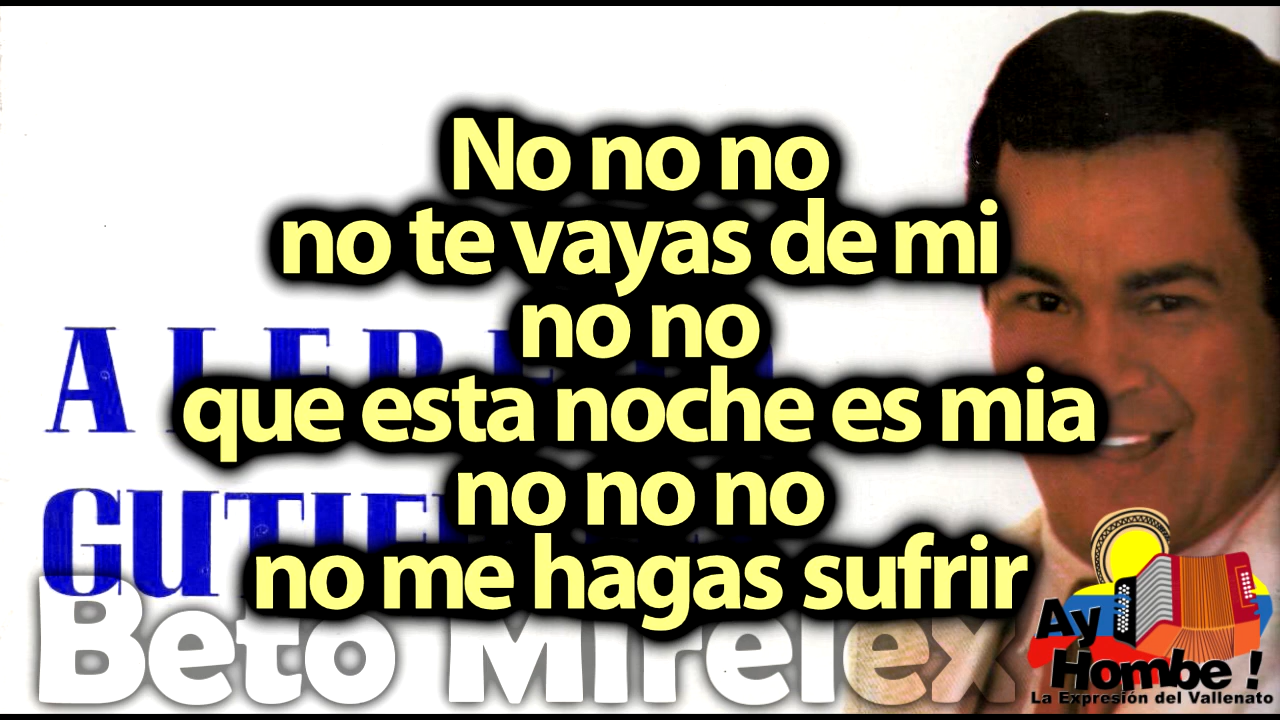 No no no
no te vayas de mi
no no
que esta noche es mia
no no no
no me hagas sufrir
Beto Mirelex
Ay
Hombe !
La Expresión del Vallenato